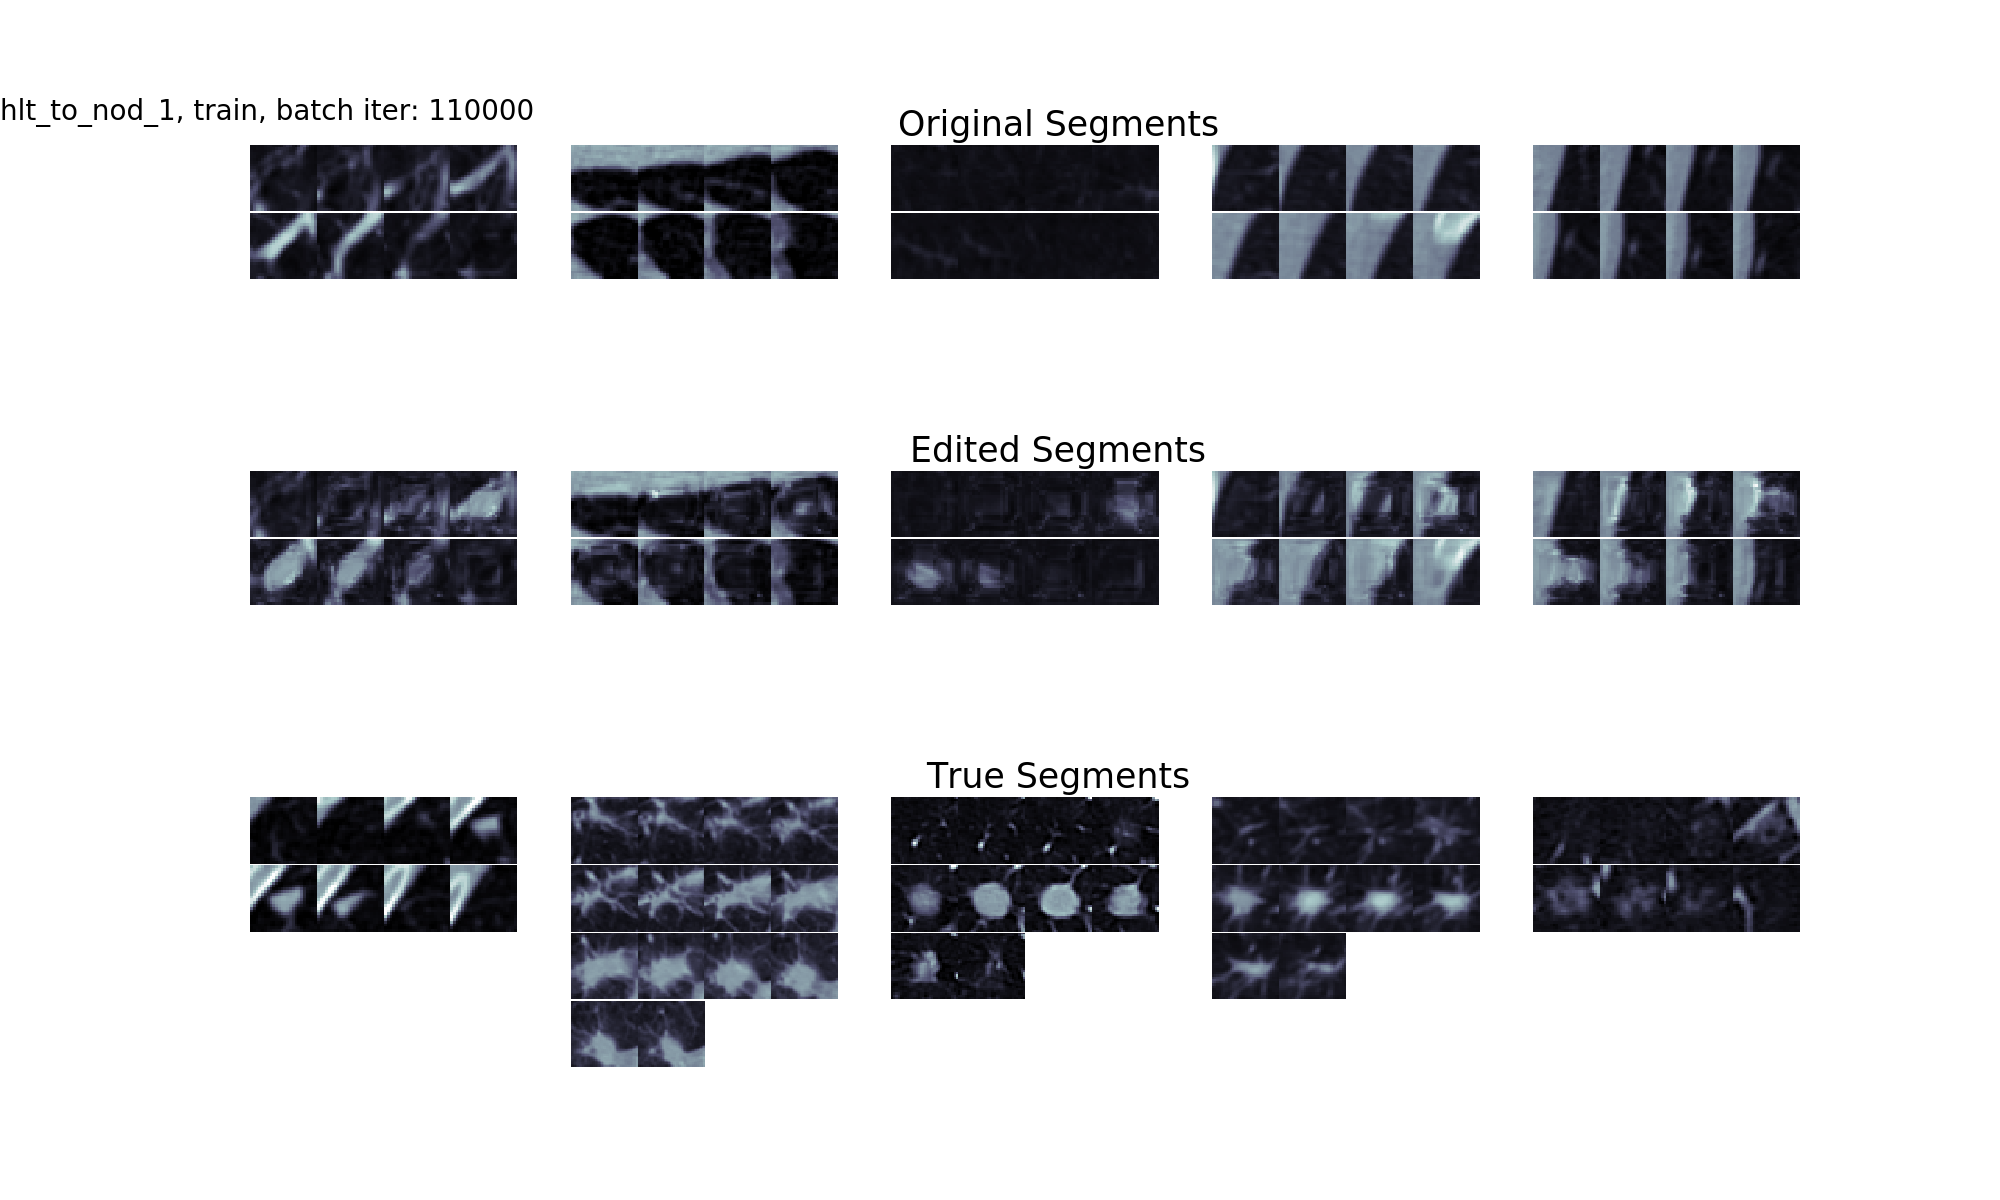 hlt_to_nod_1, train, batch iter: 110000
Original Segments
Edited Segments
True Segments